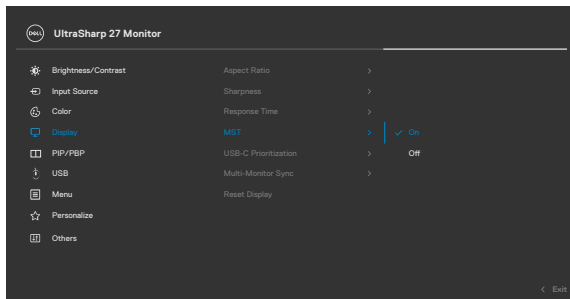 DELL UltraSharp 27 Monitor
Brightness/Contrast Aspect Ratio >
Input Source Sharpness >
Color Response Time >
Display MST > ✓ On
PIP/PBP USB-C Prioritization > Off
USB Multi-Monitor Sync >
Menu Reset Display
Personalize
Others
< Exit